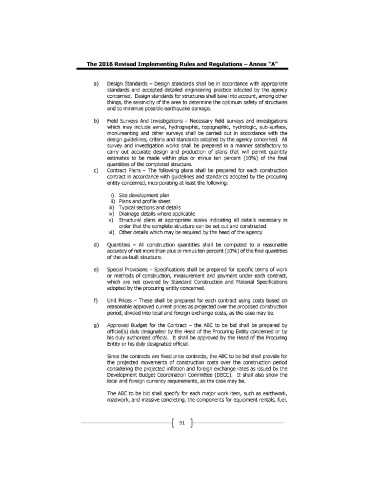 The 2016 Revised Implementing Rules and Regulations – Annex "A"
a) Design Standards – Design standards shall be in accordance with appropriate
standards and accepted detailed engineering practice adopted by the agency
concerned. Design standards for structures shall take into account, among other
things, the seismicity of the area to determine the optimum safety of structures
and to minimize possible earthquake damage.
b) Field Surveys And Investigations – Necessary field surveys and investigations
which may include aerial, hydrographic, topographic, hydrologic, sub-surface,
monumenting and other surveys shall be carried out in accordance with the
design guidelines, criteria and standards adopted by the agency concerned. All
survey and investigation works shall be prepared in a manner satisfactory to
carry out accurate design and production of plans that will permit quantity
estimates to be made within plus or minus ten percent (10%) of the final
quantities of the completed structure.
c) Contract Plans – The following plans shall be prepared for each construction
contract in accordance with guidelines and standards adopted by the procuring
entity concerned, incorporating at least the following:
i) Site development plan
ii) Plans and profile sheet
iii) Typical sections and details
iv) Drainage details where applicable
v) Structural plans at appropriate scales indicating all details necessary in
order that the complete structure can be set out and constructed
vi) Other details which may be required by the head of the agency
d) Quantities – All construction quantities shall be computed to a reasonable
accuracy of not more than plus or minus ten percent (10%) of the final quantities
of the as-built structure.
e) Special Provisions – Specifications shall be prepared for specific items of work
or methods of construction, measurement and payment under each contract,
which are not covered by Standard Construction and Material Specifications
adopted by the procuring entity concerned.
f) Unit Prices – These shall be prepared for each contract using costs based on
reasonable approved current prices as projected over the proposed construction
period, divided into local and foreign exchange costs, as the case may be.
g) Approved Budget for the Contract – the ABC to be bid shall be prepared by
official(s) duly designated by the Head of the Procuring Entity concerned or by
his duly authorized official. It shall be approved by the Head of the Procuring
Entity or his duly designated official.
Since the contracts are fixed price contracts, the ABC to be bid shall provide for
the projected movements of construction costs over the construction period
considering the projected inflation and foreign exchange rates as issued by the
Development Budget Coordination Committee (DBCC). It shall also show the
local and foreign currency requirements, as the case may be.
The ABC to be bid shall specify for each major work item, such as earthwork,
roadwork, and massive concreting, the components for equipment rentals, fuel,
91